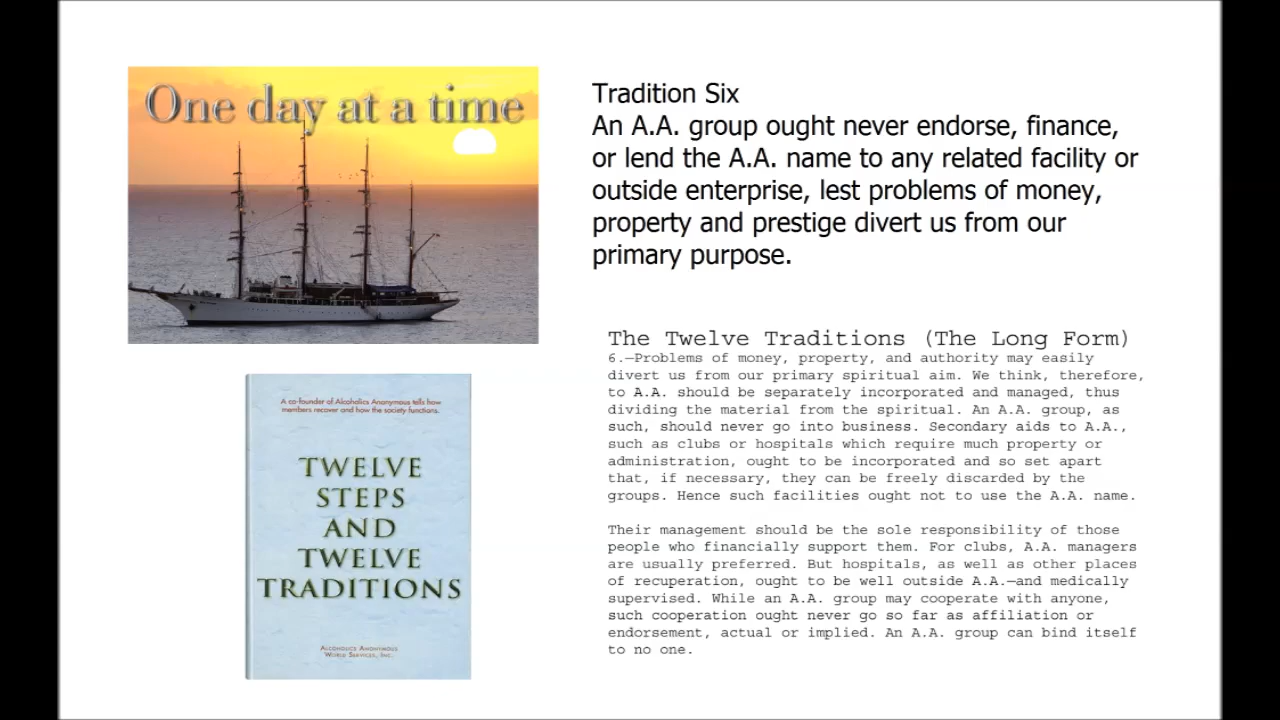 One day at a time
Tradition Six
An A.A. group ought never endorse, finance,
or lend the A.A. name to any related facility or
outside enterprise, lest problems of money,
property and prestige divert us from our
primary purpose.
The Twelve Traditions (The Long Form)
6.—Problems of money, property, and authority may easily
divert us from our primary spiritual aim. We think, therefore,
to A.A. should be separately incorporated and managed, thus
dividing the material from the spiritual. An A.A. group, as
such, should never go into business. Secondary aids to A.A.,
such as clubs or hospitals which require much property or
administration, ought to be incorporated and so set apart
that, if necessary, they can be freely discarded by the
groups. Hence such facilities ought not to use the A.A. name.
Their management should be the sole responsibility of those
people who financially support them. For clubs, A.A. managers
are usually preferred. But hospitals, as well as other places
of recuperation, ought to be well outside A.A.—and medically
supervised. While an A.A. group may cooperate with anyone,
such cooperation ought never go so far as affiliation or
endorsement, actual or implied. An A.A. group can bind itself
to no one.
A co-founder of Alcoholics Anonymous tells how
members recover and how the society functions.
TWELVE
STEPS
AND
TWELVE
TRADITIONS
ALCOHOLICS ANONYMOUS
WORLD SERVICES, INC.